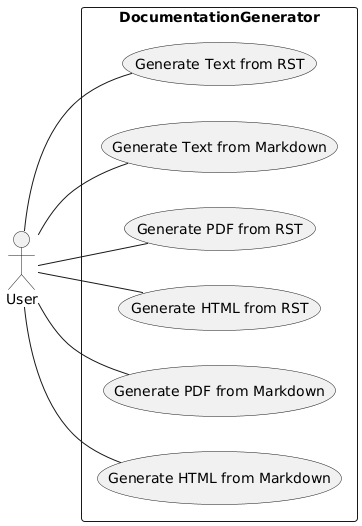 DocumentationGenerator
Generate Text from RST
Generate Text from Markdown
Generate PDF from RST
User
Generate HTML from RST
Generate PDF from Markdown
Generate HTML from Markdown